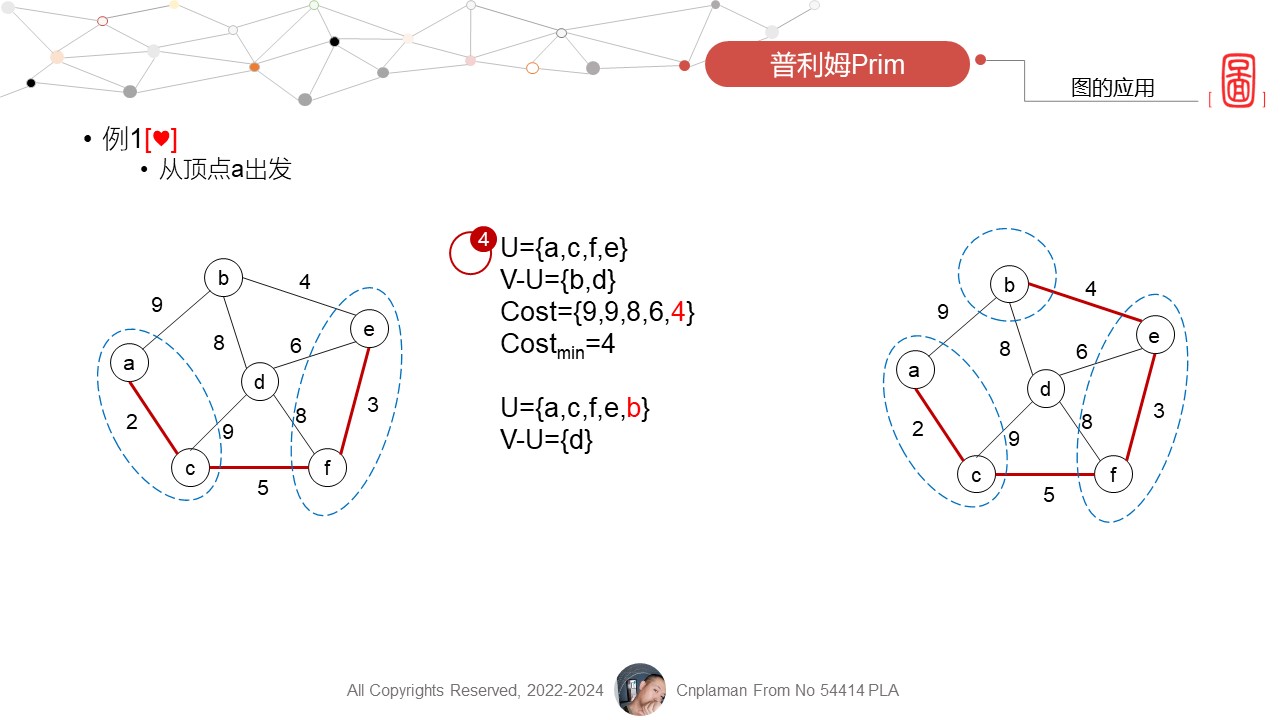 普利姆Prim
图的应用
• 例1[♥]
• 从顶点a出发
4
U={a,c,f,e}
V-U={b,d}
Cost={9,9,8,6,4}
Costmin=4
U={a,c,f,e,b}
V-U={d}
b
4
9
e
8
6
a
d
3
2
8
9
c
f
5
b
4
9
e
8
6
a
d
3
2
8
9
c
f
5
All Copyrights Reserved, 2022-2024
Cnplaman From No 54414 PLA